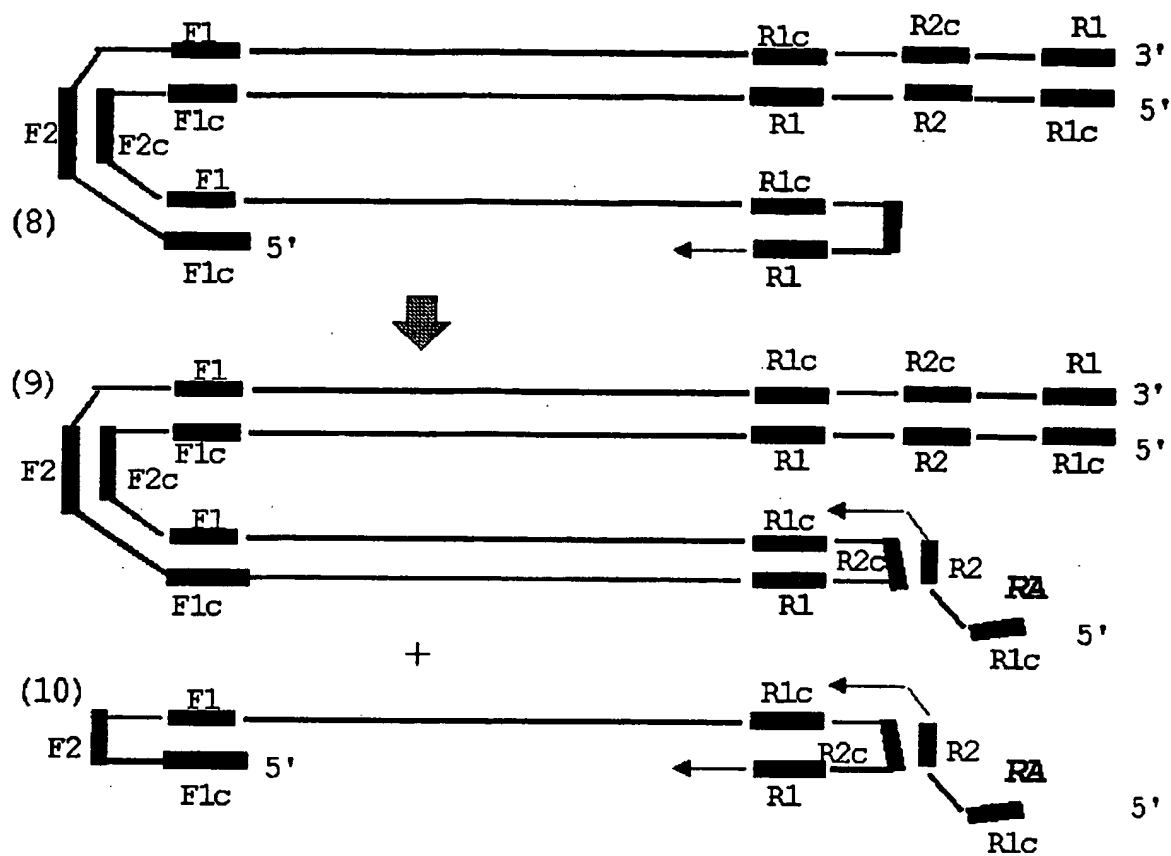 F1 R1c R2c R1
3'
F2 F2c F1c R1 R2 R1c 5'
F1 R1c
(8)
5'
F1c R1
(9)
F1 R1c R2c R1
3'
F2 F2c F1c R1 R2 R1c 5'
F1 R1c
R2c R2 RA
F1c R1 5'
R1c
+
(10)
F1 R1c
F2 5' R2c R2 RA
F1c R1 5'
R1c